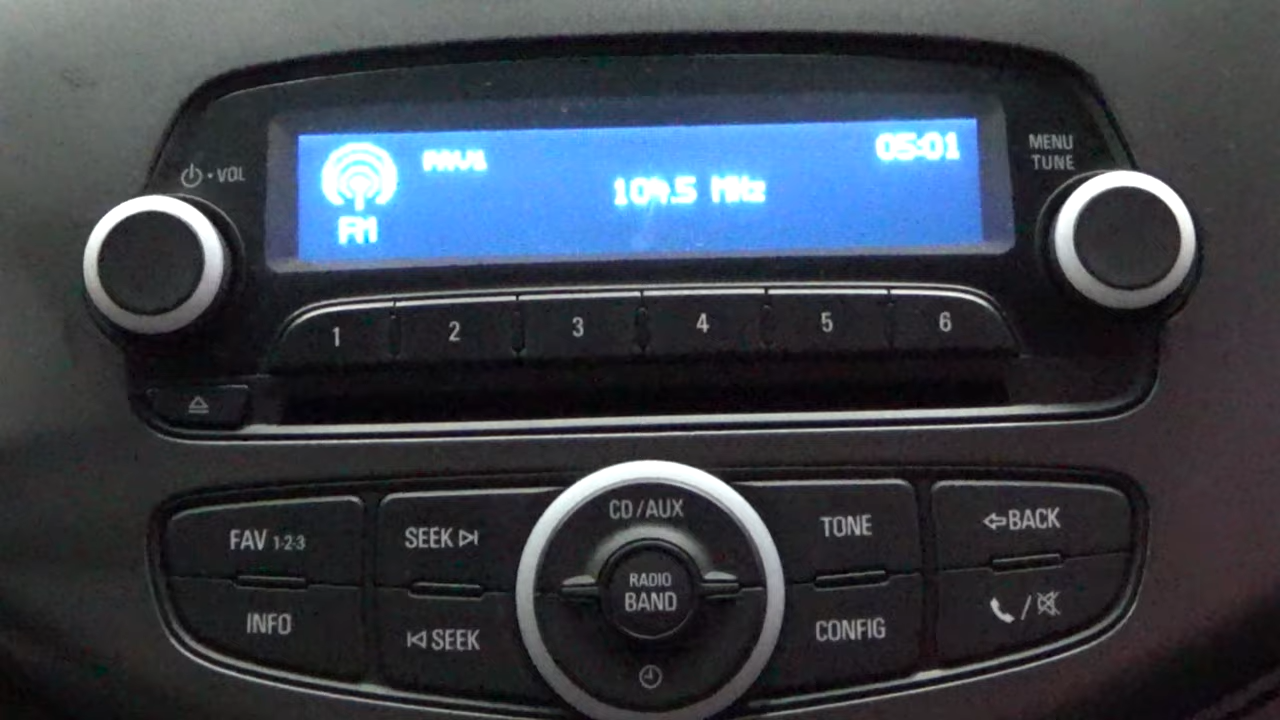 VOL
FAV1
05:01
MENU
TUNE
104.5 MHz
FM
1 2 3 4 5 6
CD/AUX
FAV 1-2-3
SEEK
TONE
BACK
RADIO
BAND
INFO
SEEK
CONFIG
/